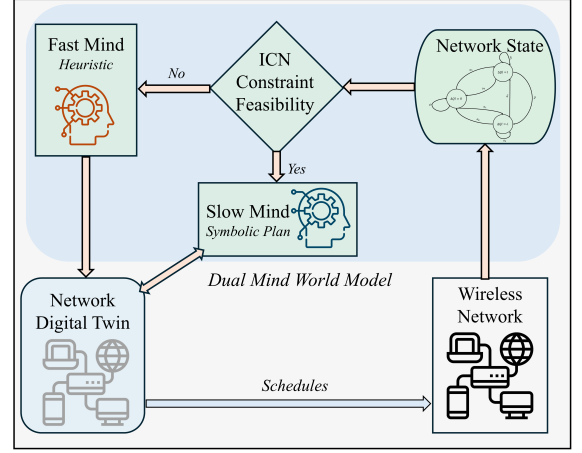 Fast Mind
Heuristic
ICN
Constraint
Feasibility
Network State
No
Yes
Slow Mind
Symbolic Plan
Dual Mind World Model
Network
Digital Twin
Wireless
Network
Schedules